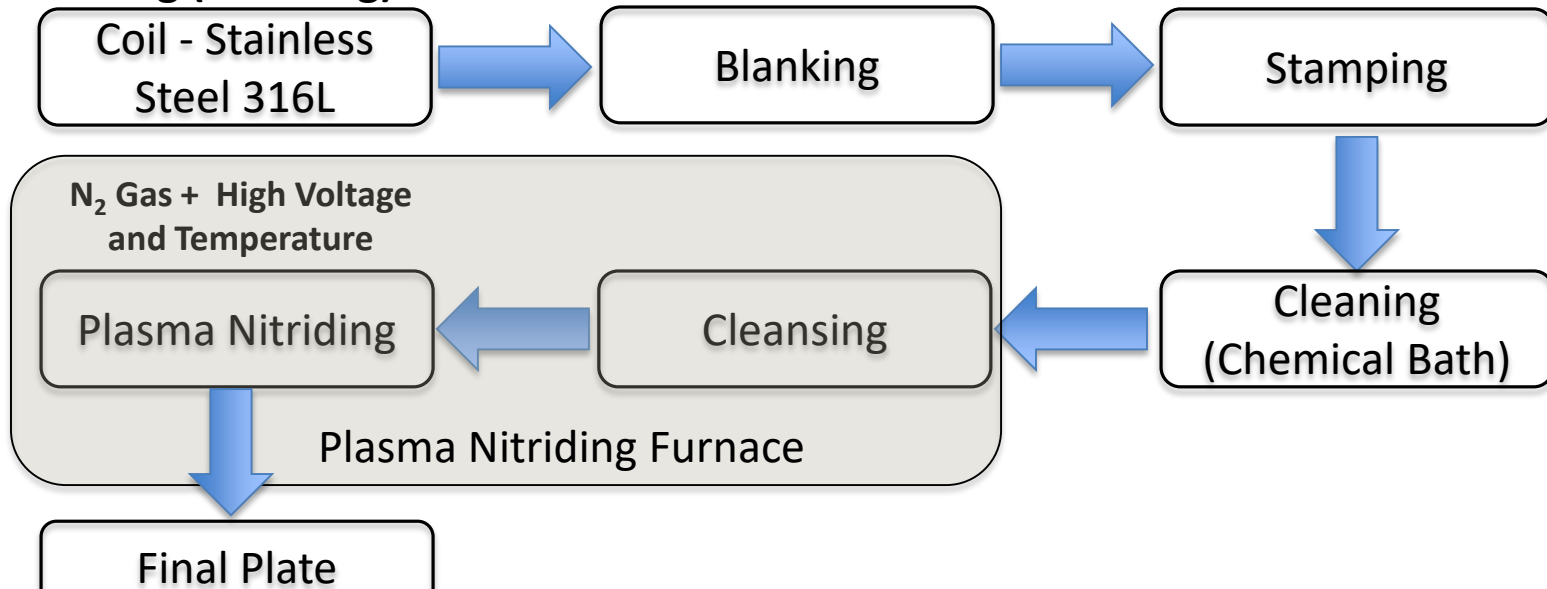 Coil - Stainless
Steel 316L
Blanking
Stamping
N₂ Gas + High Voltage
and Temperature
Plasma Nitriding
Cleansing
Cleaning
(Chemical Bath)
Plasma Nitriding Furnace
Final Plate